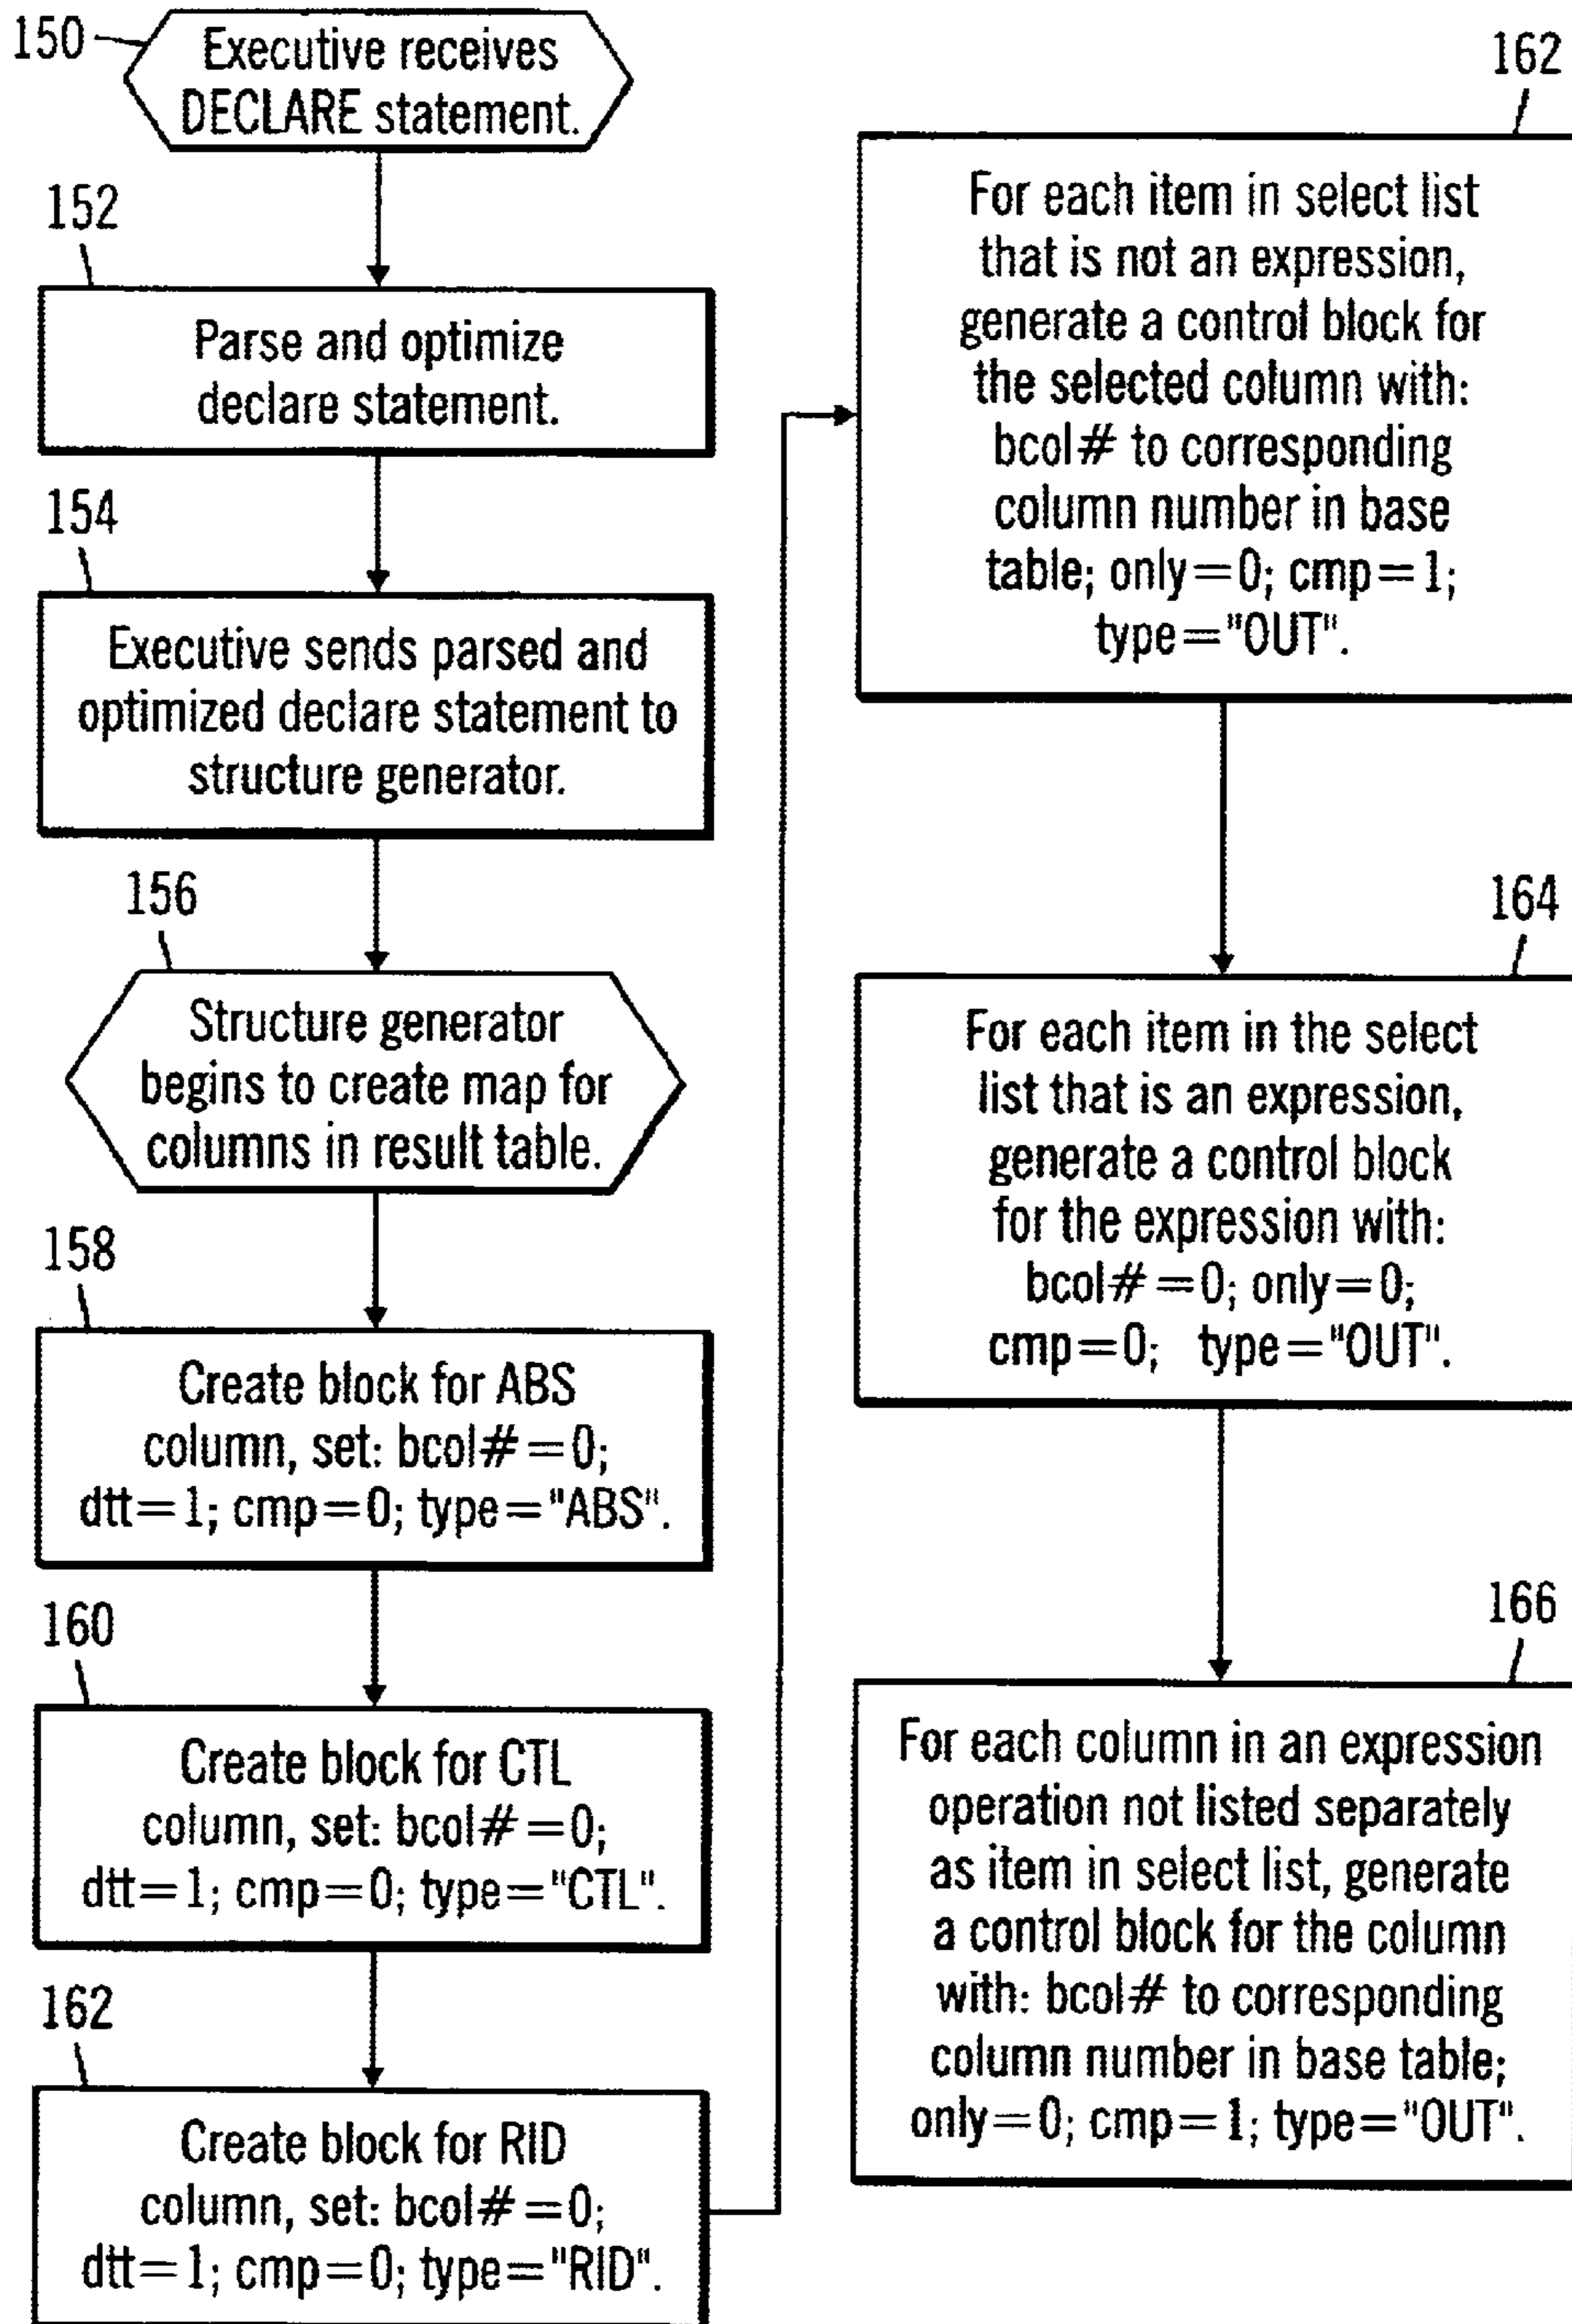 150
Executive receives
DECLARE statement.
152
Parse and optimize
declare statement.
154
Executive sends parsed and
optimized declare statement to
structure generator.
156
Structure generator
begins to create map for
columns in result table.
158
Create block for ABS
column, set: bcol#=0;
dtt=1; cmp=0; type="ABS".
160
Create block for CTL
column, set: bcol#=0;
dtt=1; cmp=0; type="CTL".
162
Create block for RID
column, set: bcol#=0;
dtt=1; cmp=0; type="RID".
162
For each item in select list
that is not an expression,
generate a control block for
the selected column with:
bcol# to corresponding
column number in base
table; only=0; cmp=1;
type="OUT".
164
For each item in the select
list that is an expression,
generate a control block
for the expression with:
bcol#=0; only=0;
cmp=0; type="OUT".
166
For each column in an expression
operation not listed separately
as item in select list, generate
a control block for the column
with: bcol# to corresponding
column number in base table;
only=0; cmp=1; type="OUT".